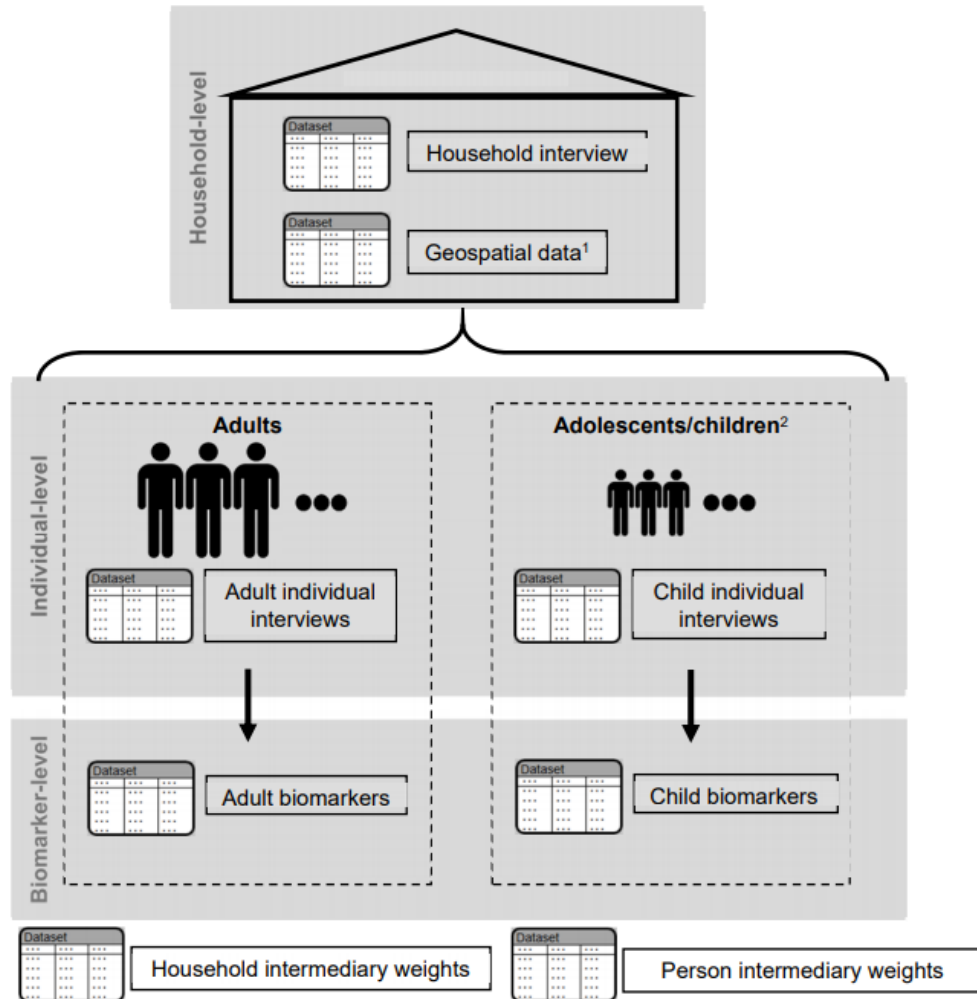 Household-level
Dataset
Household interview
Dataset
Geospatial data¹
Individual-level
Adults
Dataset
Adult individual
interviews
Adolescents/children²
Dataset
Child individual
interviews
Biomarker-level
Dataset
Adult biomarkers
Dataset
Child biomarkers
Dataset
Household intermediary weights
Dataset
Person intermediary weights